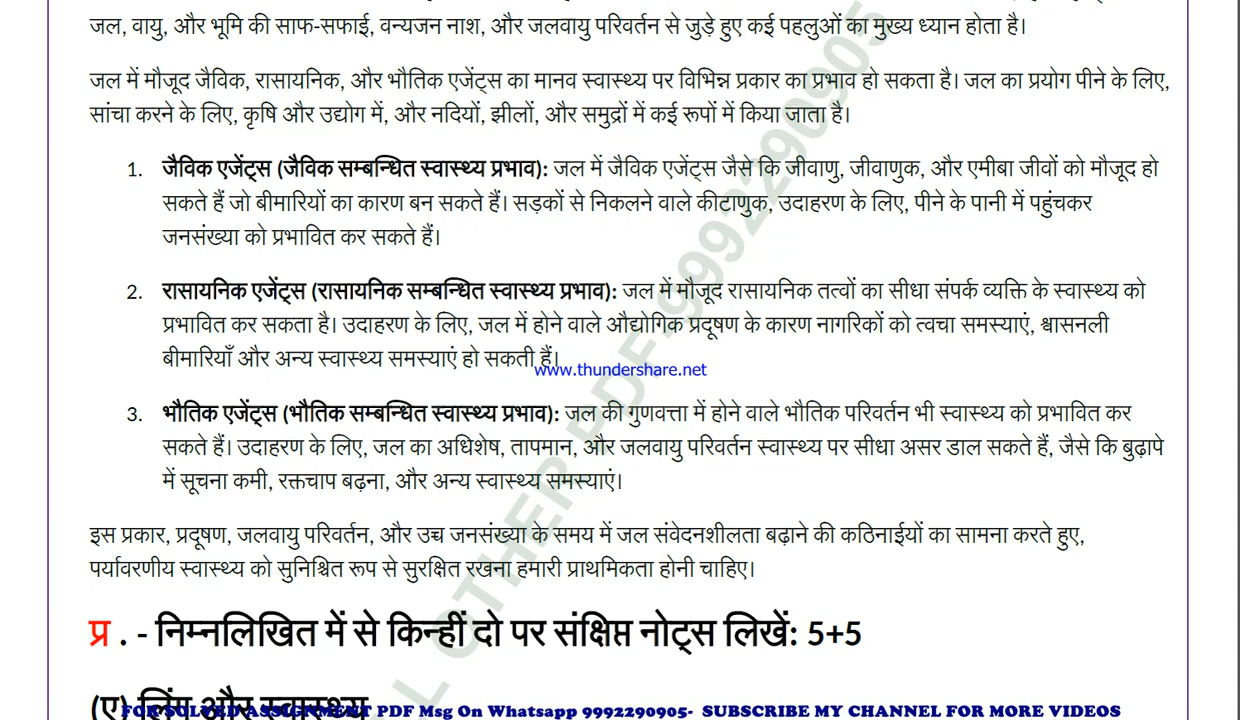 जल, वायु, और भूमि की साफ-सफाई, वन्यजन नाश, और जलवायु परिवर्तन से जुड़े हुए कई पहलुओं का मुख्य ध्यान होता है।
जल में मौजूद जैविक, रासायनिक, और भौतिक एजेंट्स का मानव स्वास्थ्य पर विभिन्न प्रकार का प्रभाव हो सकता है। जल का प्रयोग पीने के लिए,
सांचा करने के लिए, कृषि और उद्योग में, और नदियों, झीलों, और समुद्रों में कई रूपों में किया जाता है।
1. जैविक एजेंट्स (जैविक सम्बन्धित स्वास्थ्य प्रभाव): जल में जैविक एजेंट्स जैसे कि जीवाणु, जीवाणुक, और एमीबा जीवों को मौजूद हो
सकते हैं जो बीमारियों का कारण बन सकते हैं। सड़कों से निकलने वाले कीटाणुक, उदाहरण के लिए, पीने के पानी में पहुंचकर
जनसंख्या को प्रभावित कर सकते हैं।
2. रासायनिक एजेंट्स (रासायनिक सम्बन्धित स्वास्थ्य प्रभाव): जल में मौजूद रासायनिक तत्वों का सीधा संपर्क व्यक्ति के स्वास्थ्य को
प्रभावित कर सकता है। उदाहरण के लिए, जल में होने वाले औद्योगिक प्रदूषण के कारण नागरिकों को त्वचा समस्याएं, श्वासनली
बीमारियाँ और अन्य स्वास्थ्य समस्याएं हो सकती हैं।
www.thundershare.net
3. भौतिक एजेंट्स (भौतिक सम्बन्धित स्वास्थ्य प्रभाव): जल की गुणवत्ता में होने वाले भौतिक परिवर्तन भी स्वास्थ्य को प्रभावित कर
सकते हैं। उदाहरण के लिए, जल का अधिशेष, तापमान, और जलवायु परिवर्तन स्वास्थ्य पर सीधा असर डाल सकते हैं, जैसे कि बुढ़ापे
में सूचना कमी, रक्तचाप बढ़ना, और अन्य स्वास्थ्य समस्याएं।
इस प्रकार, प्रदूषण, जलवायु परिवर्तन, और उच्च जनसंख्या के समय में जल संवेदनशीलता बढ़ाने की कठिनाईयों का सामना करते हुए,
पर्यावरणीय स्वास्थ्य को सुनिश्चित रूप से सुरक्षित रखना हमारी प्राथमिकता होनी चाहिए।
प्र . - निम्नलिखित में से किन्हीं दो पर संक्षिप्त नोट्स लिखें: 5+5
(ए) लिंग और स्वास्थ्य
FOR SOLVED ASSIGNMENT PDF Msg On Whatsapp 9992290905- SUBSCRIBE MY CHANNEL FOR MORE VIDEOS
L OTHER PDF-9992290905